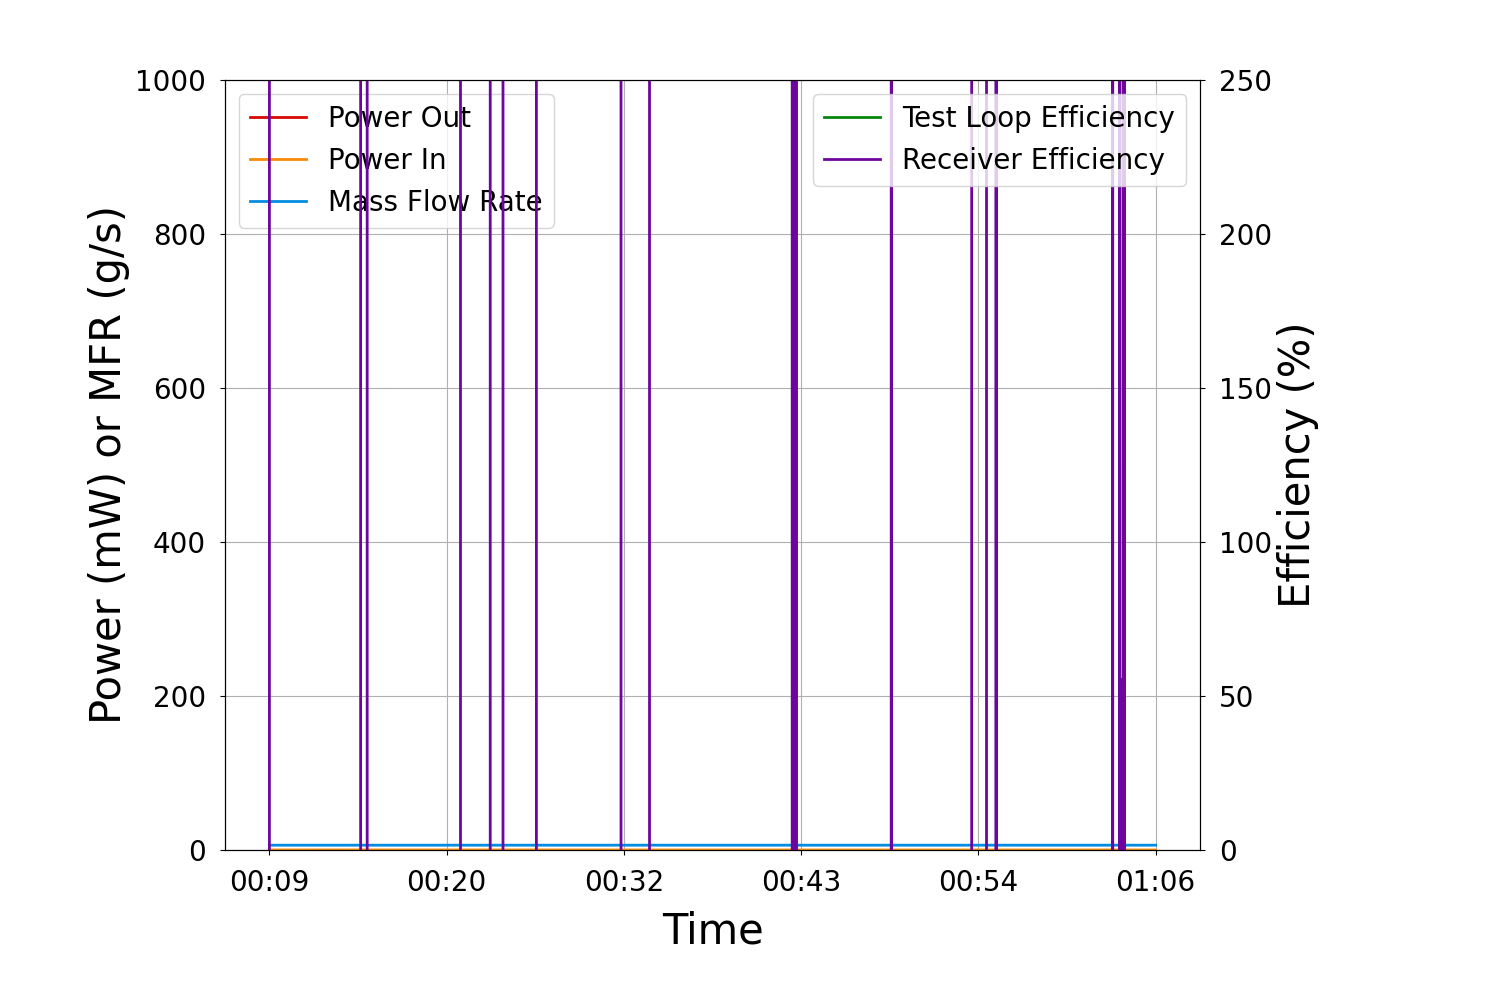 1000
800
600
400
200
0
Power (mW) or MFR (g/s)
Power Out
Power In
Mass Flow Rate
Test Loop Efficiency
Receiver Efficiency
250
200
150
100
50
0
Efficiency (%)
00:09 00:20 00:32 00:43 00:54 01:06
Time